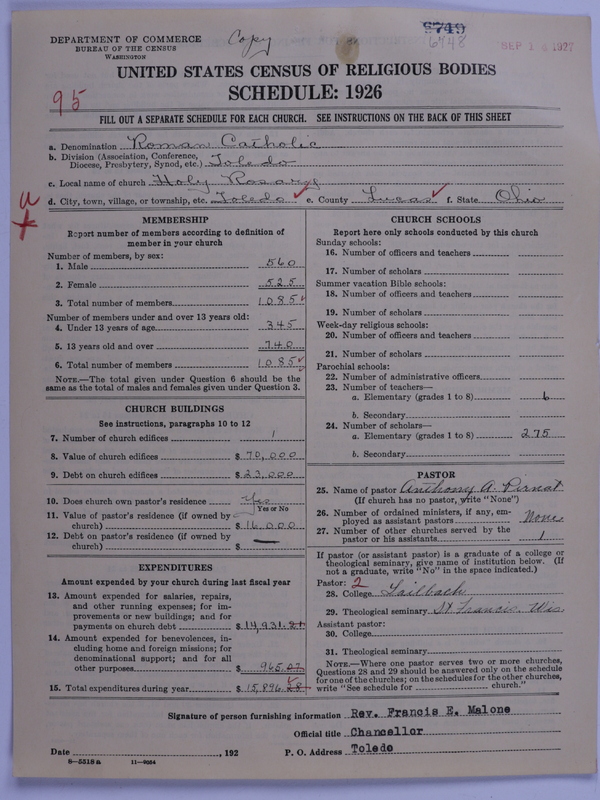 DEPARTMENT OF COMMERCE
BUREAU OF THE CENSUS
WASHINGTON
Copy
8749
6748
SEP 1 1927
UNITED STATES CENSUS OF RELIGIOUS BODIES
SCHEDULE: 1926
95
FILL OUT A SEPARATE SCHEDULE FOR EACH CHURCH. SEE INSTRUCTIONS ON THE BACK OF THIS SHEET
a. Denomination Roman Catholic
b. Division (Association, Conference, Diocese, Presbytery, Synod, etc.) Toledo
c. Local name of church Holy Rosary
d. City, town, village, or township, etc. Toledo e. County Lucas f. State Ohio
MEMBERSHIP
Report number of members according to definition of
member in your church
Number of members, by sex:
1. Male 560
2. Female 525
3. Total number of members 1085
Number of members under and over 13 years old:
4. Under 13 years of age 345
5. 13 years old and over 740
6. Total number of members 1085
NOTE.—The total given under Question 6 should be
same as the total of males and females given under Question 3.
CHURCH BUILDINGS
See instructions, paragraphs 10 to 12
7. Number of church edifices 1
8. Value of church edifices $ 70,000
9. Debt on church edifices $ 23,000
10. Does church own pastor's residence Yes
Yes or No
11. Value of pastor's residence (if owned by
church) $ 16,000
12. Debt on pastor's residence (if owned by
church) $ —
EXPENDITURES
Amount expended by your church during last fiscal year
13. Amount expended for salaries, repairs,
and other running expenses; for im-
provements or new buildings; and for
payments on church debt $ 14,931.21
14. Amount expended for benevolences, in-
cluding home and foreign missions; for
denominational support; and for all
other purposes $ 965.07
15. Total expenditures during year $ 15,896.28
CHURCH SCHOOLS
Report here only schools conducted by this church
Sunday schools:
16. Number of officers and teachers
17. Number of scholars
Summer vacation Bible schools:
18. Number of officers and teachers
19. Number of scholars
Week-day religious schools:
20. Number of officers and teachers
21. Number of scholars
Parochial schools:
22. Number of administrative officers
23. Number of teachers—
a. Elementary (grades 1 to 8) 6
b. Secondary
24. Number of scholars—
a. Elementary (grades 1 to 8) 275
b. Secondary
PASTOR
25. Name of pastor Anthony A. Pirnat
(If church has no pastor, write "None")
26. Number of ordained ministers, if any, em-
ployed as assistant pastors None
27. Number of other churches served by the
pastor or his assistants 1
If pastor (or assistant pastor) is a graduate of a college or
theological seminary, give name of institution below. (If
not a graduate, write "No" in the space indicated.)
Pastor: 2
28. College Lailbach
29. Theological seminary St Francis. Wis
Assistant pastor:
30. College
31. Theological seminary
NOTE.—Where one pastor serves two or more churches,
Questions 28 and 29 should be answered only on the schedule
for one of the churches; on the schedules for the other churches,
write "See schedule for church."
Signature of person furnishing information Rev. Francis E. Malone
Official title Chancellor
Date , 192 P. O. Address Toledo
8—5518a 11—9054